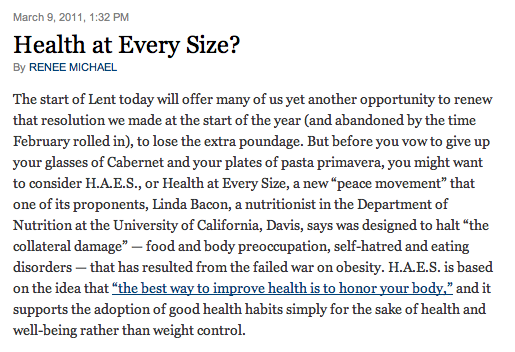 March 9, 2011, 1:32 PM
Health at Every Size?
By RENEE MICHAEL
The start of Lent today will offer many of us yet another opportunity to renew
that resolution we made at the start of the year (and abandoned by the time
February rolled in), to lose the extra poundage. But before you vow to give up
your glasses of Cabernet and your plates of pasta primavera, you might want
to consider H.A.E.S., or Health at Every Size, a new “peace movement” that
one of its proponents, Linda Bacon, a nutritionist in the Department of
Nutrition at the University of California, Davis, says was designed to halt “the
collateral damage” — food and body preoccupation, self-hatred and eating
disorders — that has resulted from the failed war on obesity. H.A.E.S. is based
on the idea that “the best way to improve health is to honor your body,” and it
supports the adoption of good health habits simply for the sake of health and
well-being rather than weight control.